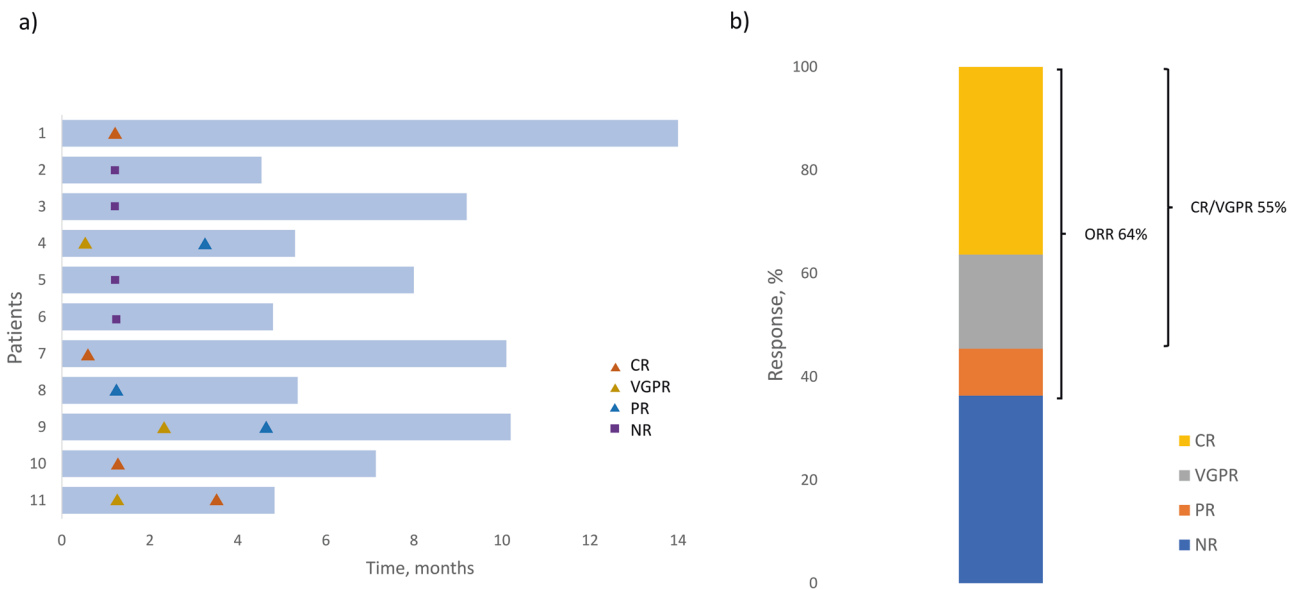 a)
Patients
1
2
3
4
5
6
7
8
9
10
11
0 2 4 6 8 10 12 14
Time, months
CR
VGPR
PR
NR
b)
Response, %
100
80
60
40
20
0
ORR 64%
CR/VGPR 55%
CR
VGPR
PR
NR